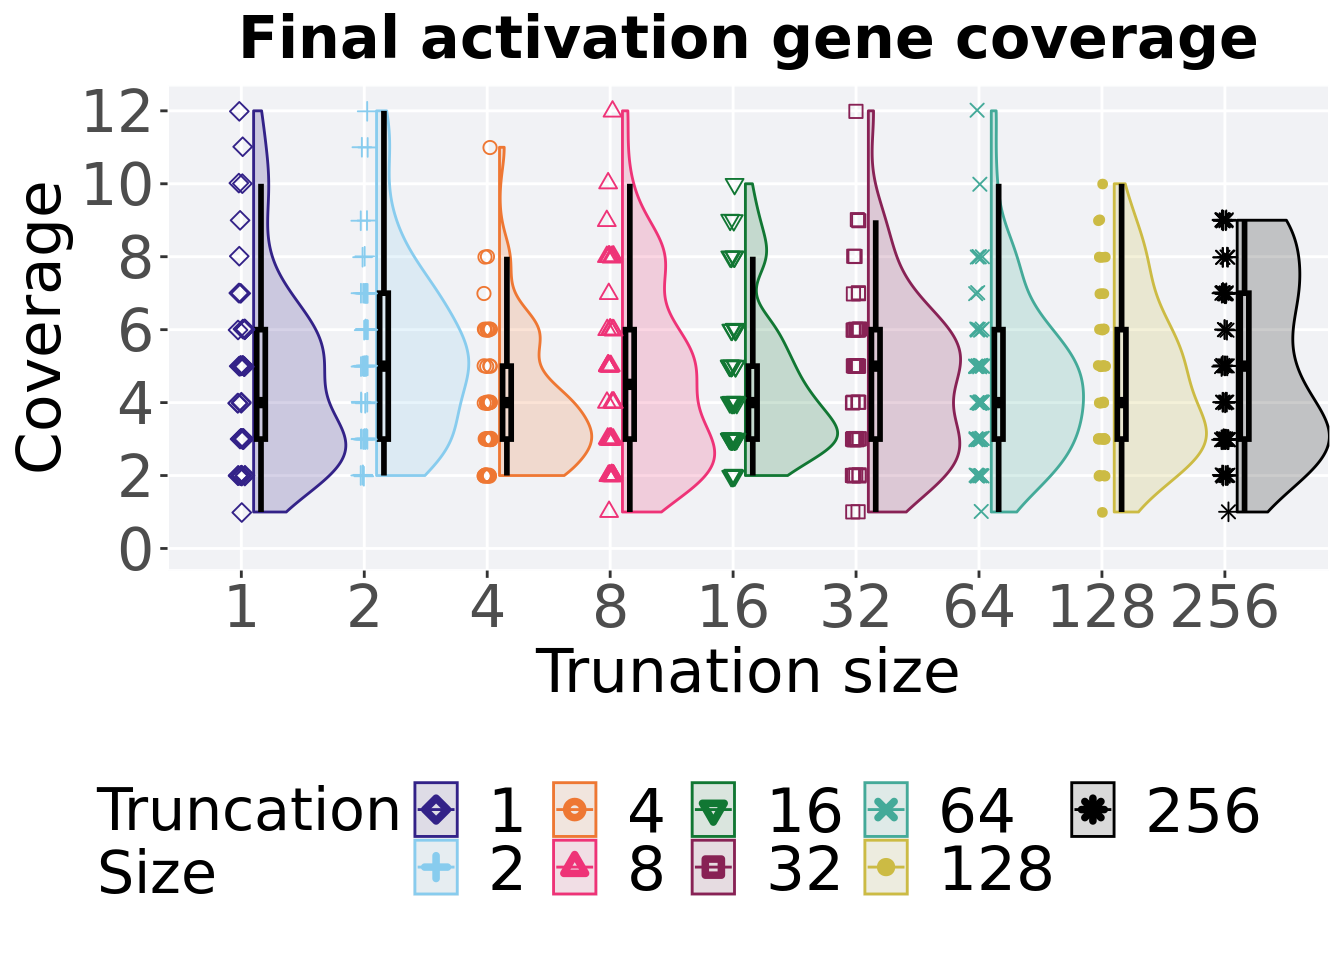 Final activation gene coverage
12
10
8
6
4
2
0
Coverage
1 2 4 8 16 32 64 128 256
Trunation size
Truncation 1 4 16 64 256
Size 2 8 32 128